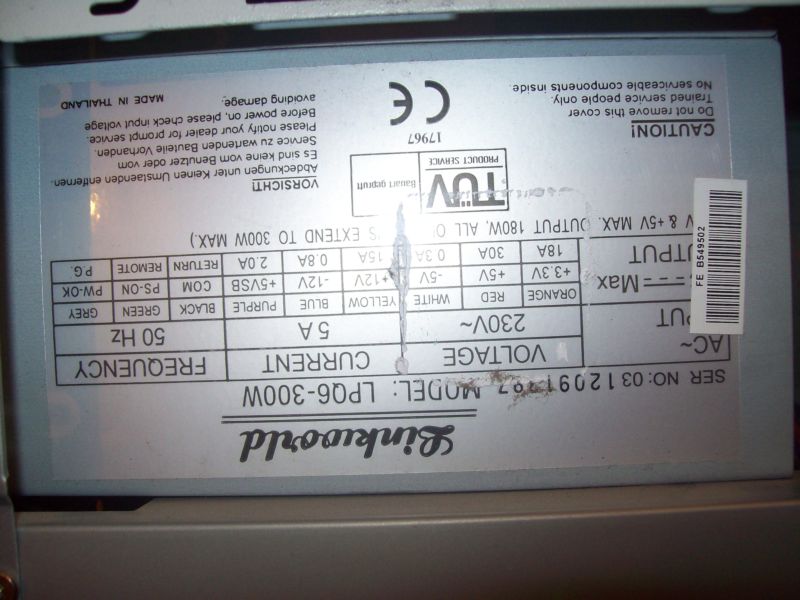 Linkworld
SER NO: MODEL: LPQ6-300W
AC~ VOLTAGE CURRENT FREQUENCY
230V~ 5 A 50 Hz
ORANGE RED WHITE YELLOW BLUE PURPLE BLACK GREEN GREY
Max +3.3V +5V -5V +12V -12V +5VSB COM PS-ON PW-OK
18A 30A 0.3A 15A 0.8A 2.0A RETURN REMOTE P.G.
& +5V MAX. OUTPUT 180W, ALL EXTEND TO 300W MAX.)
FE B549502
TÜV
PRODUCT SERVICE
Bauart geprüft
17967
CE
CAUTION!
Do not remove this cover
Trained service people only.
No serviceable components inside.
VORSICHT!
Abdeckungen unter Keinen Umstaenden entfernen.
Es sind keine vom Benutzer oder vom
Service zu wartenden Bauteile Vorhanden.
Please notify your dealer for prompt service.
Before power on, please check input voltage
avoiding damage.
MADE IN THAILAND